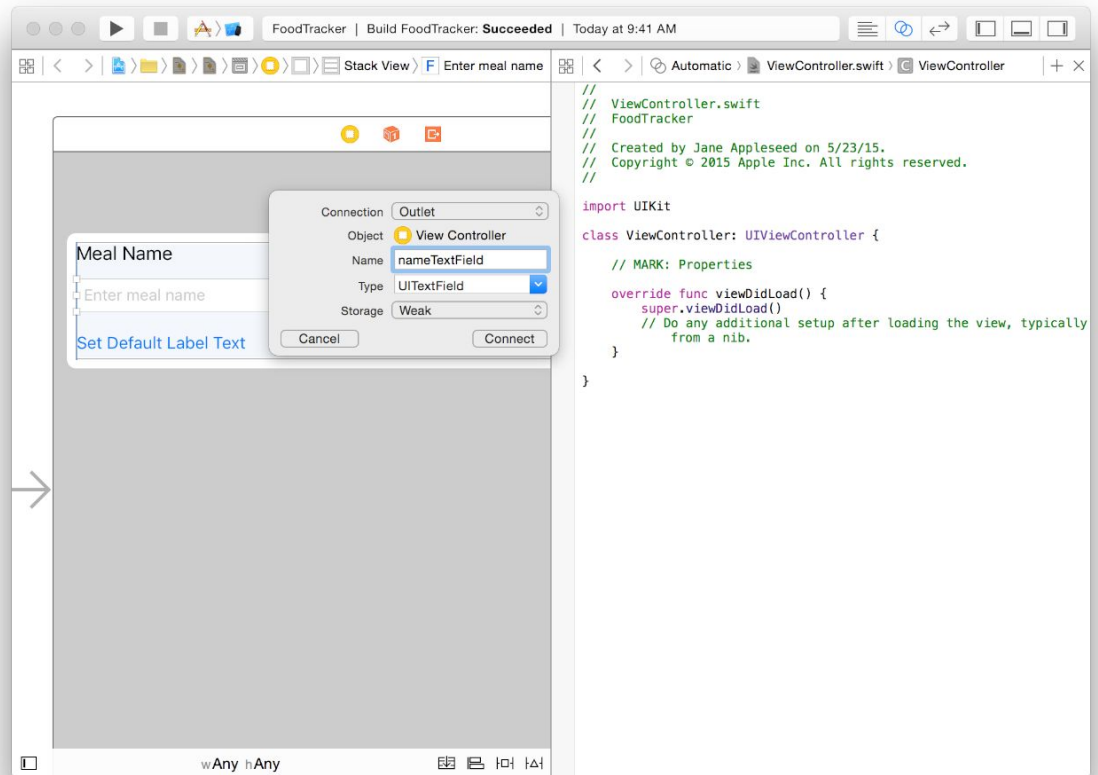 FoodTracker | Build FoodTracker: Succeeded | Today at 9:41 AM
Stack View F Enter meal name
Automatic ViewController.swift C ViewController
Connection Outlet
Object View Controller
Name nameTextField
Type UITextField
Storage Weak
Cancel Connect
Meal Name
Enter meal name
Set Default Label Text
wAny hAny
//
// ViewController.swift
// FoodTracker
//
// Created by Jane Appleseed on 5/23/15.
// Copyright © 2015 Apple Inc. All rights reserved.
//
import UIKit
class ViewController: UIViewController {
// MARK: Properties
override func viewDidLoad() {
super.viewDidLoad()
// Do any additional setup after loading the view, typically
from a nib.
}
}